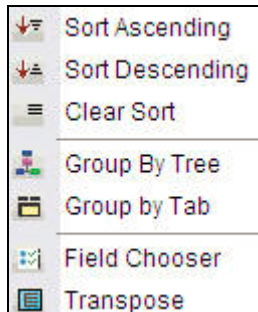 Sort Ascending
Sort Descending
Clear Sort
Group By Tree
Group by Tab
Field Chooser
Transpose